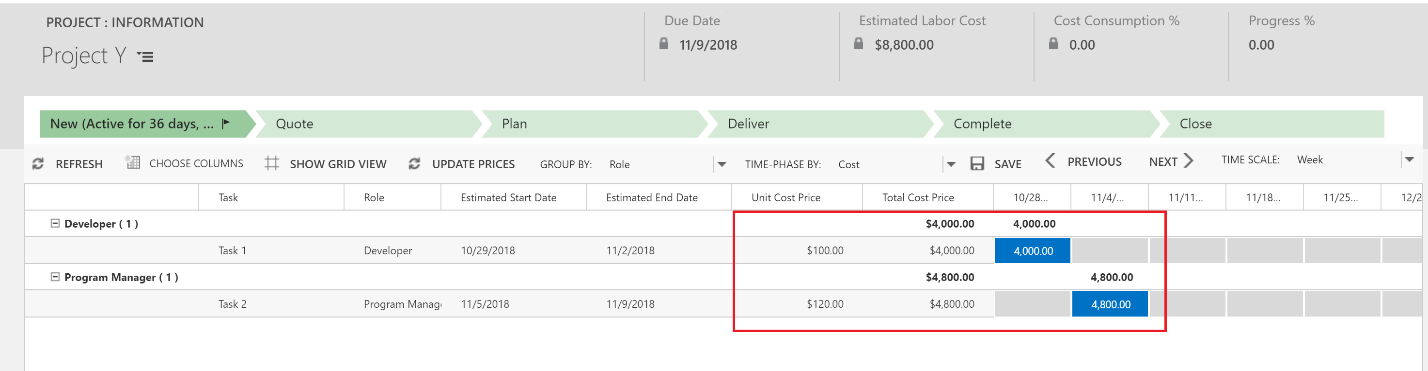 PROJECT : INFORMATION
Project Y
Due Date Estimated Labor Cost Cost Consumption % Progress %
11/9/2018 $8,800.00 0.00 0.00
New (Active for 36 days, ... Quote Plan Deliver Complete Close
REFRESH CHOOSE COLUMNS SHOW GRID VIEW UPDATE PRICES GROUP BY: Role TIME-PHASE BY: Cost SAVE PREVIOUS NEXT TIME SCALE: Week
Task Role Estimated Start Date Estimated End Date Unit Cost Price Total Cost Price 10/28... 11/4/... 11/11... 11/18... 11/25... 12/2
Developer ( 1 ) $4,000.00 4,000.00
Task 1 Developer 10/29/2018 11/2/2018 $100.00 $4,000.00 4,000.00
Program Manager ( 1 ) $4,800.00 4,800.00
Task 2 Program Manag 11/5/2018 11/9/2018 $120.00 $4,800.00 4,800.00